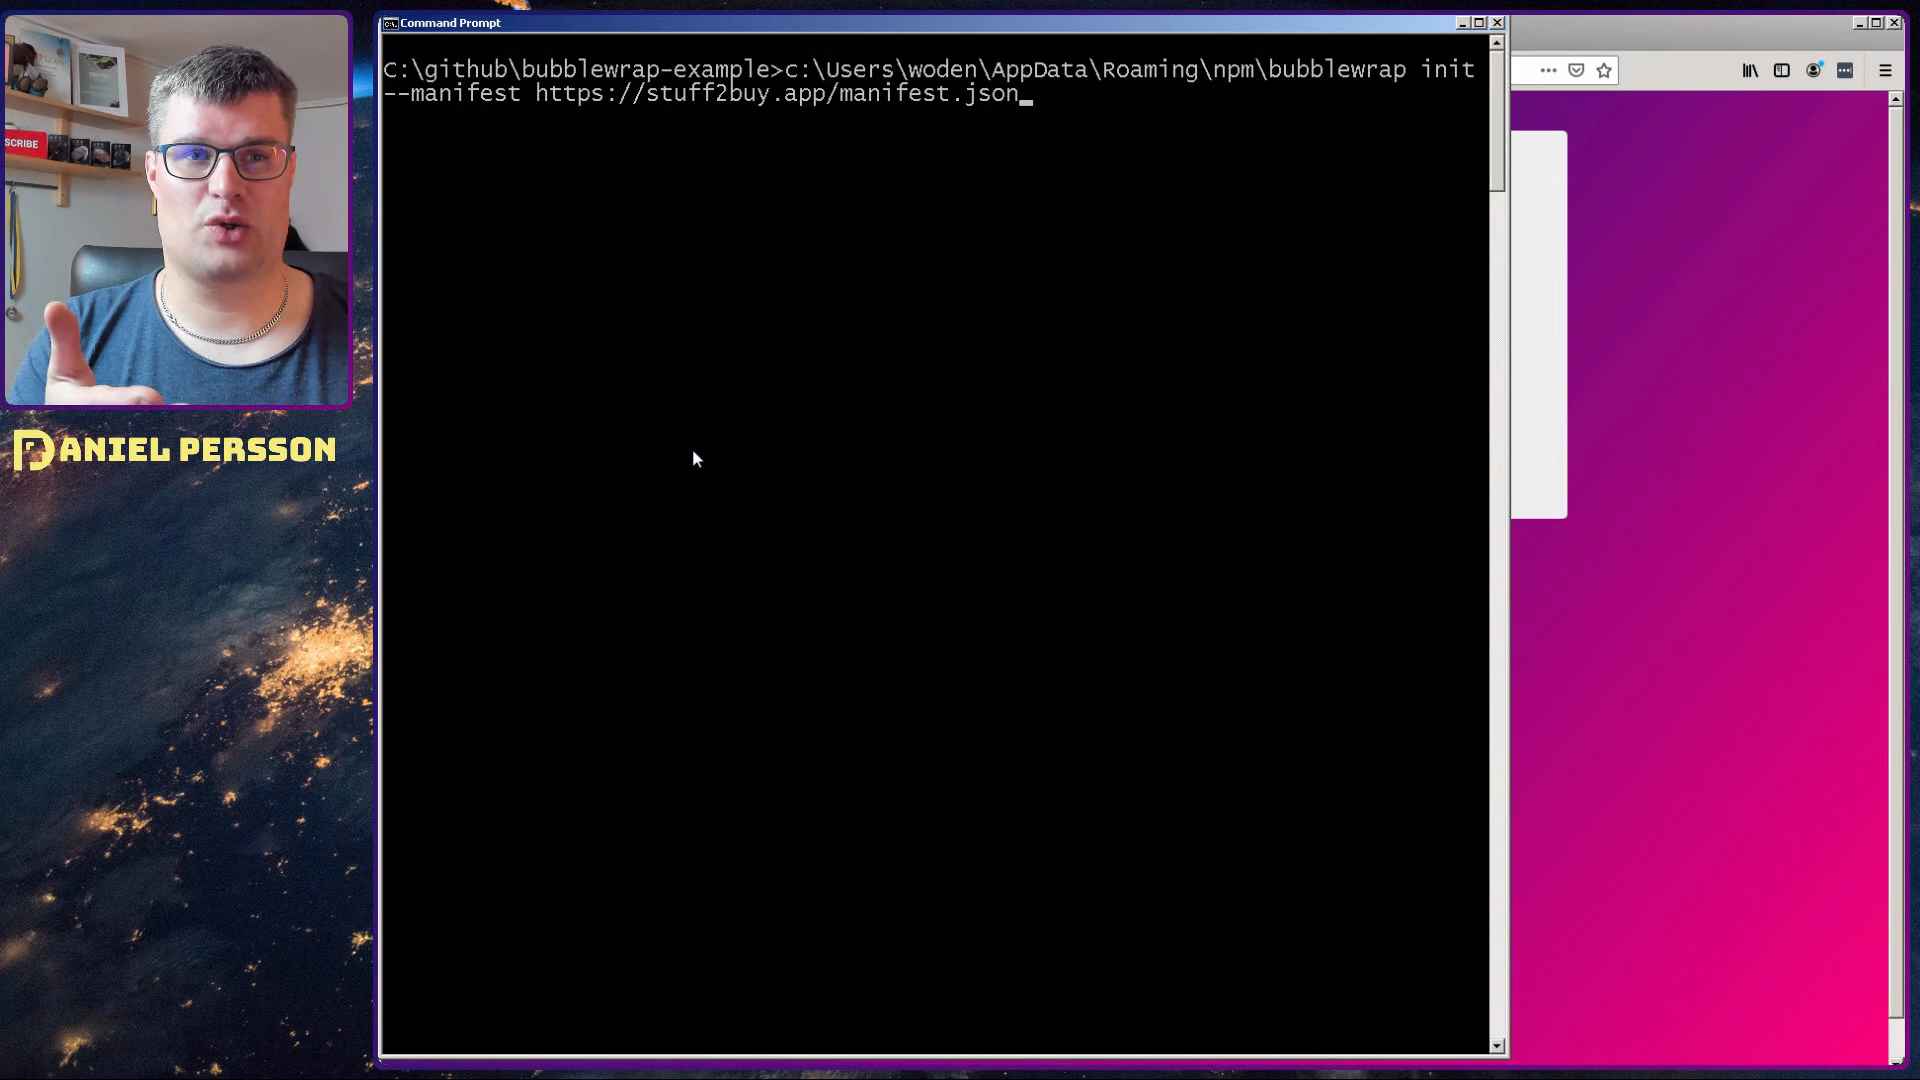 Command Prompt
C:\github\bubblewrap-example>c:\Users\woden\AppData\Roaming\npm\bubblewrap init
--manifest https://stuff2buy.app/manifest.json_
SCRIBE
DANIEL PERSSON